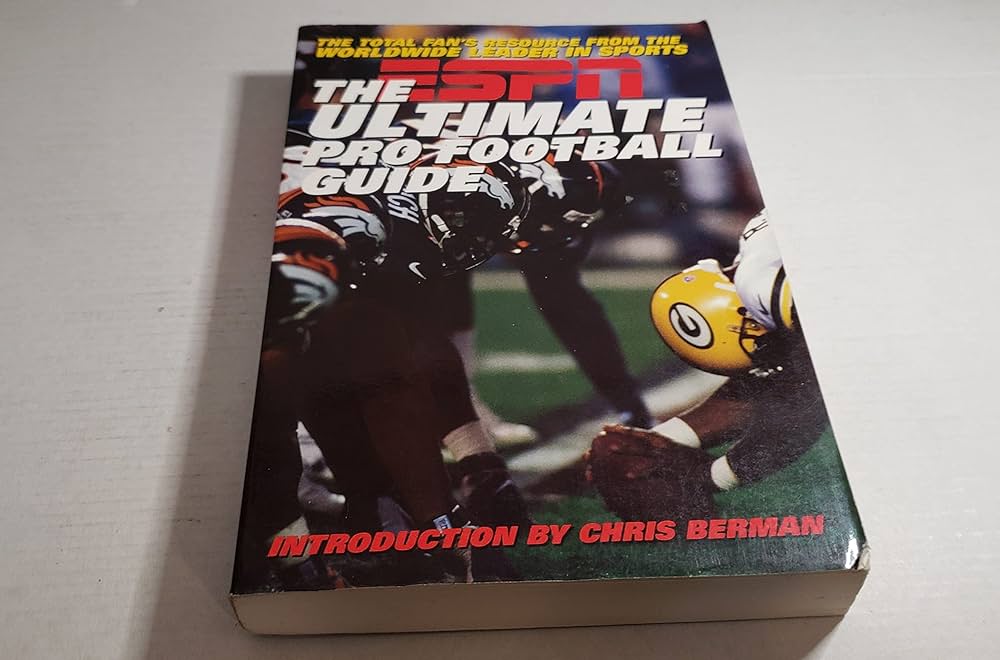 THE TOTAL FAN'S RESOURCE FROM THE
WORLDWIDE LEADER IN SPORTS
ESPN
THE
ULTIMATE
PRO FOOTBALL
GUIDE
INTRODUCTION BY CHRIS BERMAN
G